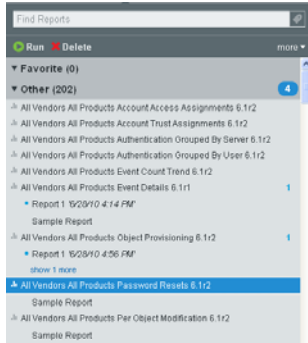 Find Reports
Run Delete more
Favorite (0)
Other (202) 4
All Vendors All Products Account Access Assignments 6.1r2
All Vendors All Products Account Trust Assignments 6.1r2
All Vendors All Products Authentication Grouped By Server 6.1r2
All Vendors All Products Authentication Grouped By User 6.1r2
All Vendors All Products Event Count Trend 6.1r2
All Vendors All Products Event Details 6.1r1 1
Report 1 '6/28/10 4:14 PM'
Sample Report
All Vendors All Products Object Provisioning 6.1r2 1
Report 1 '6/28/10 4:56 PM'
show 1 more
All Vendors All Products Password Resets 6.1r2
Sample Report
All Vendors All Products Per Object Modification 6.1r2
Sample Report